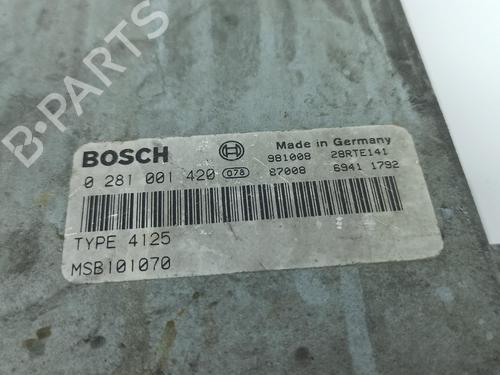 B PARTS
BOSCH
Made in Germany
981008 28RTE141
0 281 001 420 078 87008 6941 1792
TYPE 4125
MSB101070